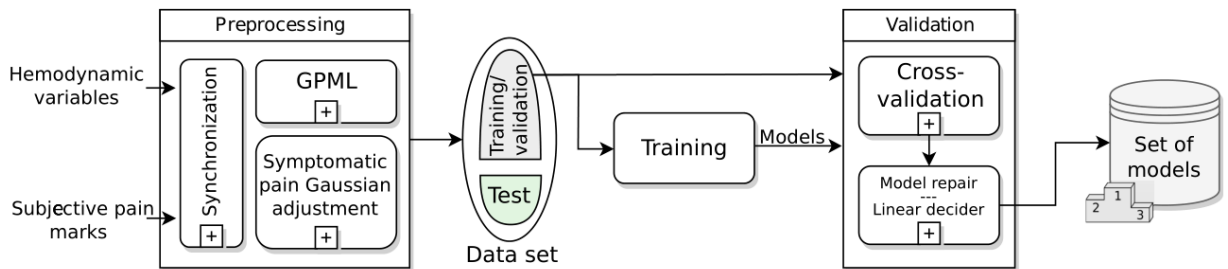 Preprocessing
Hemodynamic
variables
Subjective pain
marks
Synchronization
+
GPML
+
Symptomatic
pain Gaussian
adjustment
+
Training/
validation
Test
Data set
Training
Models
Validation
Cross-
validation
+
Model repair
---
Linear decider
+
Set of
models
1
2
3